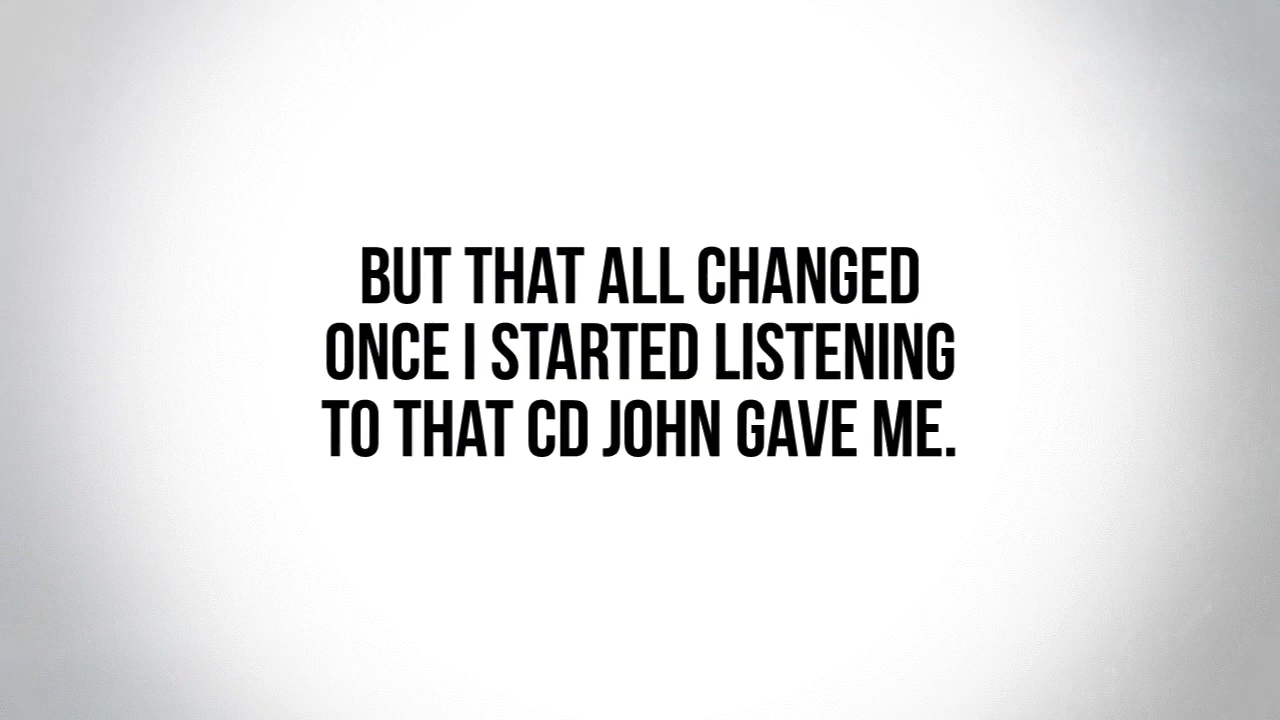 BUT THAT ALL CHANGED
ONCE I STARTED LISTENING
TO THAT CD JOHN GAVE ME.